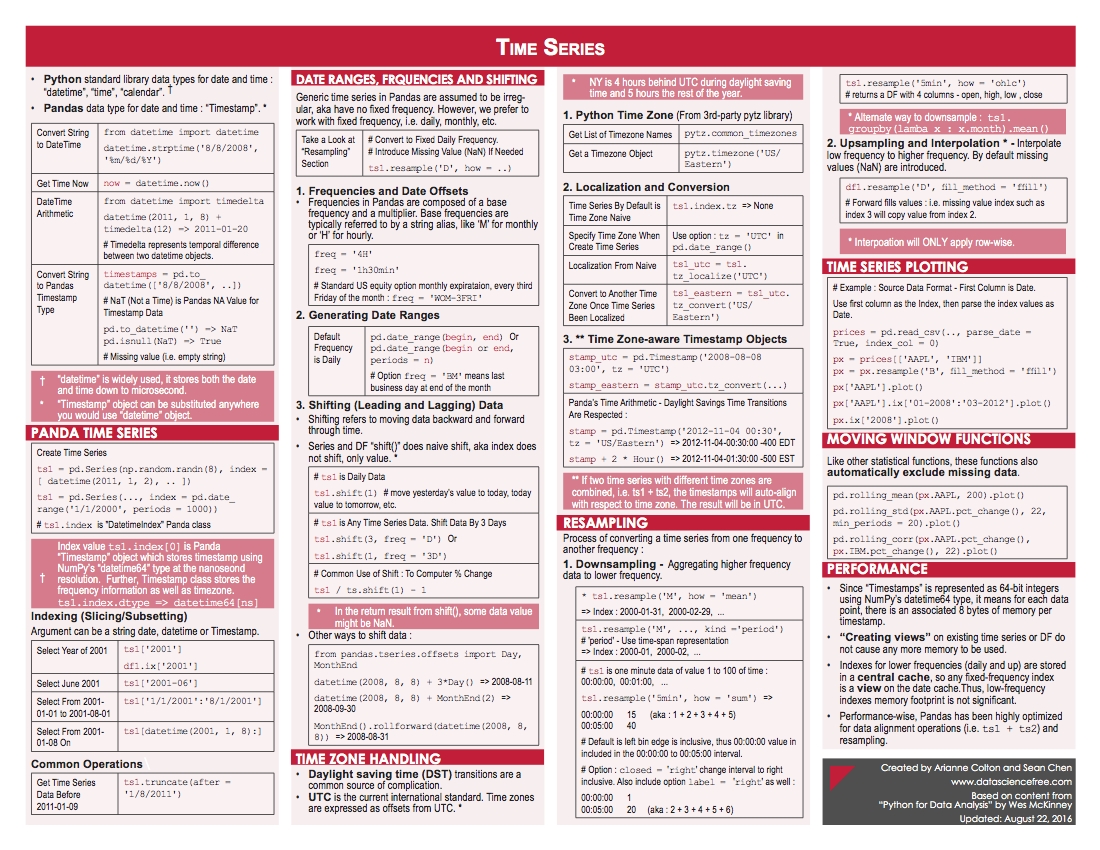 TIME SERIES
• Python standard library data types for date and time :
"datetime", "time", "calendar". †
• Pandas data type for date and time : "Timestamp". *
Convert String
to DateTime
from datetime import datetime
datetime.strptime('8/8/2008',
'%m/%d/%Y')
Get Time Now
now = datetime.now()
DateTime
Arithmetic
from datetime import timedelta
datetime(2011, 1, 8) +
timedelta(12) => 2011-01-20
# Timedelta represents temporal difference
between two datetime objects.
Convert String
to Pandas
Timestamp
Type
timestamps = pd.to_
datetime(['8/8/2008', ..])
# NaT (Not a Time) is Pandas NA Value for
Timestamp Data
pd.to_datetime('') => NaT
pd.isnull(NaT) => True
# Missing value (i.e. empty string)
† "datetime" is widely used, it stores both the date
and time down to microsecond.
* "Timestamp" object can be substituted anywhere
you would use "datetime" object.
PANDA TIME SERIES
Create Time Series
ts1 = pd.Series(np.random.randn(8), index =
[ datetime(2011, 1, 2), .. ])
ts1 = pd.Series(..., index = pd.date_
range('1/1/2000', periods = 1000))
# ts1.index is "DatetimeIndex" Panda class
Index value ts1.index[0] is Panda
"Timestamp" object which stores timestamp using
NumPy's "datetime64" type at the nanosecond
† resolution. Further, Timestamp class stores the
frequency information as well as timezone.
ts1.index.dtype => datetime64[ns]
Indexing (Slicing/Subsetting)
Argument can be a string date, datetime or Timestamp.
Select Year of 2001
ts1['2001']
df1.ix['2001']
Select June 2001
ts1['2001-06']
Select From 2001-
01-01 to 2001-08-01
ts1['1/1/2001':'8/1/2001']
Select From 2001-
01-08 On
ts1[datetime(2001, 1, 8):]
Common Operations
Get Time Series
Data Before
2011-01-09
ts1.truncate(after =
'1/8/2011')
DATE RANGES, FRQUENCIES AND SHIFTING
Generic time series in Pandas are assumed to be irreg-
ular, aka have no fixed frequency. However, we prefer to
work with fixed frequency, i.e. daily, monthly, etc.
Take a Look at
"Resampling"
Section
# Convert to Fixed Daily Frequency.
# Introduce Missing Value (NaN) If Needed
ts1.resample('D', how = ..)
1. Frequencies and Date Offsets
• Frequencies in Pandas are composed of a base
frequency and a multiplier. Base frequencies are
typically referred to by a string alias, like 'M' for monthly
or 'H' for hourly.
freq = '4H'
freq = '1h30min'
# Standard US equity option monthly expirataion, every third
Friday of the month : freq = 'WOM-3FRI'
2. Generating Date Ranges
Default
Frequency
is Daily
pd.date_range(begin, end) Or
pd.date_range(begin or end,
periods = n)
# Option freq = 'BM' means last
business day at end of the month
3. Shifting (Leading and Lagging) Data
• Shifting refers to moving data backward and forward
through time.
• Series and DF "shift()" does naive shift, aka index does
not shift, only value. *
# ts1 is Daily Data
ts1.shift(1) # move yesterday's value to today, today
value to tomorrow, etc.
# ts1 is Any Time Series Data. Shift Data By 3 Days
ts1.shift(3, freq = 'D') Or
ts1.shift(1, freq = '3D')
# Common Use of Shift : To Computer % Change
ts1 / ts.shift(1) - 1
* In the return result from shift(), some data value
might be NaN.
• Other ways to shift data :
from pandas.tseries.offsets import Day,
MonthEnd
datetime(2008, 8, 8) + 3*Day() => 2008-08-11
datetime(2008, 8, 8) + MonthEnd(2) =>
2008-09-30
MonthEnd().rollforward(datetime(2008, 8,
8)) => 2008-08-31
TIME ZONE HANDLING
• Daylight saving time (DST) transitions are a
common source of complication.
• UTC is the current international standard. Time zones
are expressed as offsets from UTC. *
* NY is 4 hours behind UTC during daylight saving
time and 5 hours the rest of the year.
1. Python Time Zone (From 3rd-party pytz library)
Get List of Timezone Names
pytz.common_timezones
Get a Timezone Object
pytz.timezone('US/
Eastern')
2. Localization and Conversion
Time Series By Default is
Time Zone Naive
ts1.index.tz => None
Specify Time Zone When
Create Time Series
Use option : tz = 'UTC' in
pd.date_range()
Localization From Naive
ts1_utc = ts1.
tz_localize('UTC')
Convert to Another Time
Zone Once Time Series
Been Localized
ts1_eastern = ts1_utc.
tz_convert('US/
Eastern')
3. ** Time Zone-aware Timestamp Objects
stamp_utc = pd.Timestamp('2008-08-08
03:00', tz = 'UTC')
stamp_eastern = stamp_utc.tz_convert(...)
Panda's Time Arithmetic - Daylight Savings Time Transitions
Are Respected :
stamp = pd.Timestamp('2012-11-04 00:30',
tz = 'US/Eastern') => 2012-11-04-00:30:00 -400 EDT
stamp + 2 * Hour() => 2012-11-04-01:30:00 -500 EST
** If two time series with different time zones are
combined, i.e. ts1 + ts2, the timestamps will auto-align
with respect to time zone. The result will be in UTC.
RESAMPLING
Process of converting a time series from one frequency to
another frequency :
1. Downsampling - Aggregating higher frequency
data to lower frequency.
* ts1.resample('M', how = 'mean')
=> Index : 2000-01-31, 2000-02-29, ...
ts1.resample('M', ..., kind ='period')
# 'period' - Use time-span representation
=> Index : 2000-01, 2000-02, ...
# ts1 is one minute data of value 1 to 100 of time :
00:00:00, 00:01:00, ...
ts1.resample('5min', how = 'sum') =>
00:00:00 15 (aka : 1 + 2 + 3 + 4 + 5)
00:05:00 40
# Default is left bin edge is inclusive, thus 00:00:00 value in
included in the 00:00:00 to 00:05:00 interval.
# Option : closed = 'right' change interval to right
inclusive. Also include option label = 'right' as well :
00:00:00 1
00:05:00 20 (aka : 2 + 3 + 4 + 5 + 6)
ts1.resample('5min', how = 'ohlc')
# returns a DF with 4 columns - open, high, low , close
* Alternate way to downsample : ts1.
groupby(lamba x : x.month).mean()
2. Upsampling and Interpolation * - Interpolate
low frequency to higher frequency. By default missing
values (NaN) are introduced.
df1.resample('D', fill_method = 'ffill')
# Forward fills values : i.e. missing value index such as
index 3 will copy value from index 2.
* Interpoation will ONLY apply row-wise.
TIME SERIES PLOTTING
# Example : Source Data Format - First Column is Date.
Use first column as the Index, then parse the index values as
Date.
prices = pd.read_csv(.., parse_date =
True, index_col = 0)
px = prices[['AAPL', 'IBM']]
px = px.resample('B', fill_method = 'ffill')
px['AAPL'].plot()
px['AAPL'].ix['01-2008':'03-2012'].plot()
px.ix['2008'].plot()
MOVING WINDOW FUNCTIONS
Like other statistical functions, these functions also
automatically exclude missing data.
pd.rolling_mean(px.AAPL, 200).plot()
pd.rolling_std(px.AAPL.pct_change(), 22,
min_periods = 20).plot()
pd.rolling_corr(px.AAPL.pct_change(),
px.IBM.pct_change(), 22).plot()
PERFORMANCE
• Since "Timestamps" is represented as 64-bit integers
using NumPy's datetime64 type, it means for each data
point, there is an associated 8 bytes of memory per
timestamp.
• "Creating views" on existing time series or DF do
not cause any more memory to be used.
• Indexes for lower frequencies (daily and up) are stored
in a central cache, so any fixed-frequency index
is a view on the date cache.Thus, low-frequency
indexes memory footprint is not significant.
• Performance-wise, Pandas has been highly optimized
for data alignment operations (i.e. ts1 + ts2) and
resampling.
Created by Arianne Colton and Sean Chen
www.datasciencefree.com
Based on content from
"Python for Data Analysis" by Wes McKinney
Updated: August 22, 2016